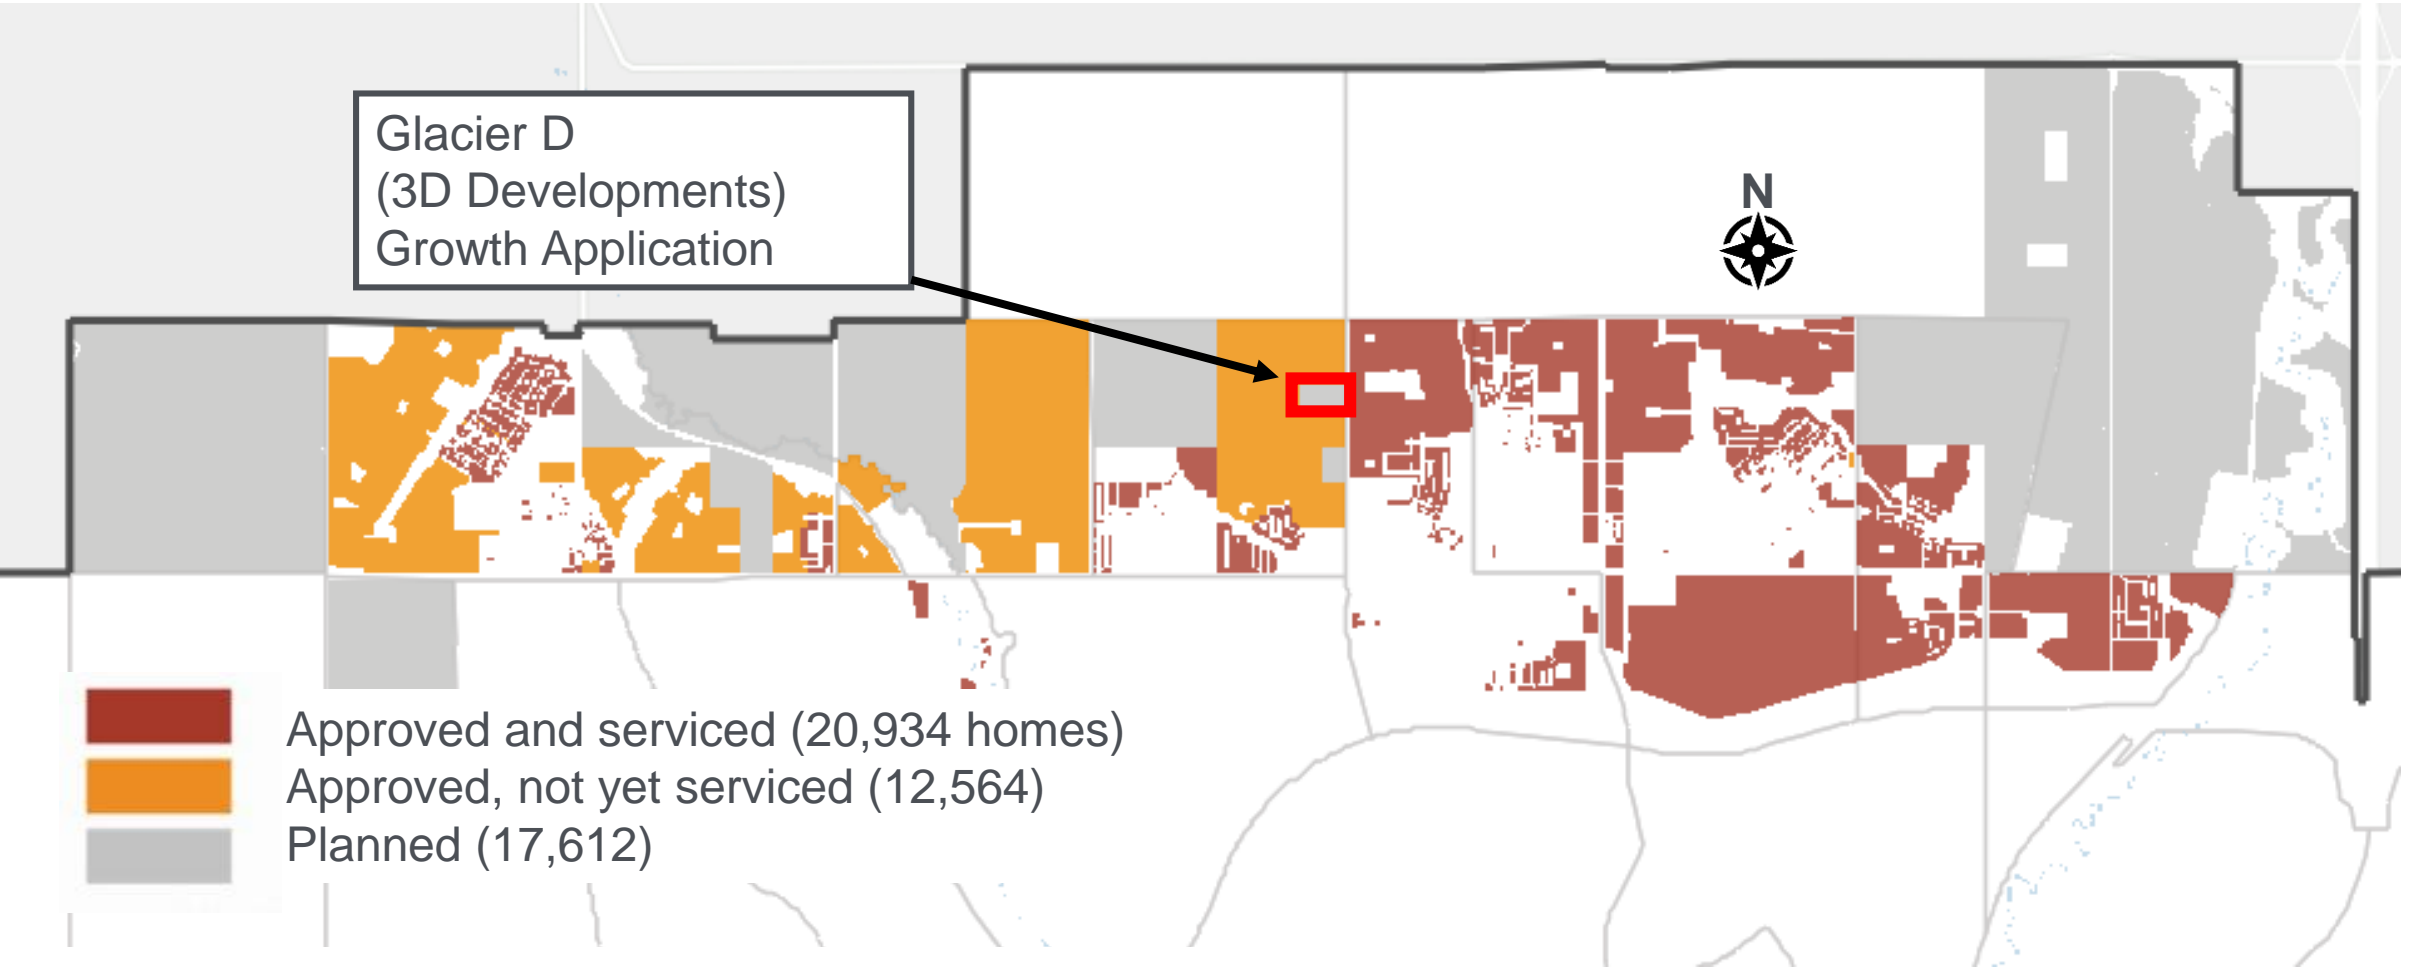 Glacier D
(3D Developments)
Growth Application
N
Approved and serviced (20,934 homes)
Approved, not yet serviced (12,564)
Planned (17,612)